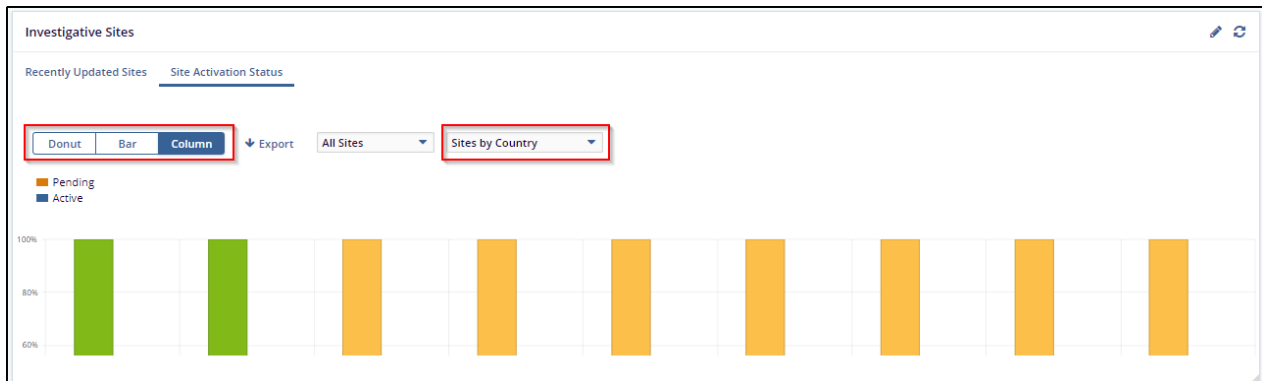 Investigative Sites
Recently Updated Sites Site Activation Status
Donut Bar Column Export All Sites Sites by Country
Pending
Active
100%
80%
60%